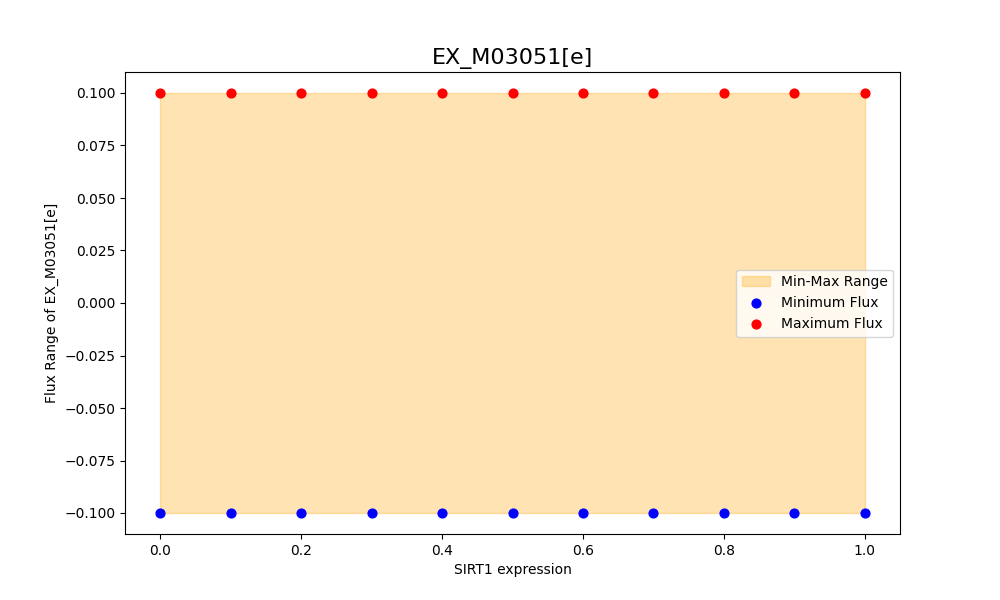 EX_M03051[e]
0.100
0.075
0.050
0.025
0.000
−0.025
−0.050
−0.075
−0.100
Flux Range of EX_M03051[e]
Min-Max Range
Minimum Flux
Maximum Flux
0.0 0.2 0.4 0.6 0.8 1.0
SIRT1 expression